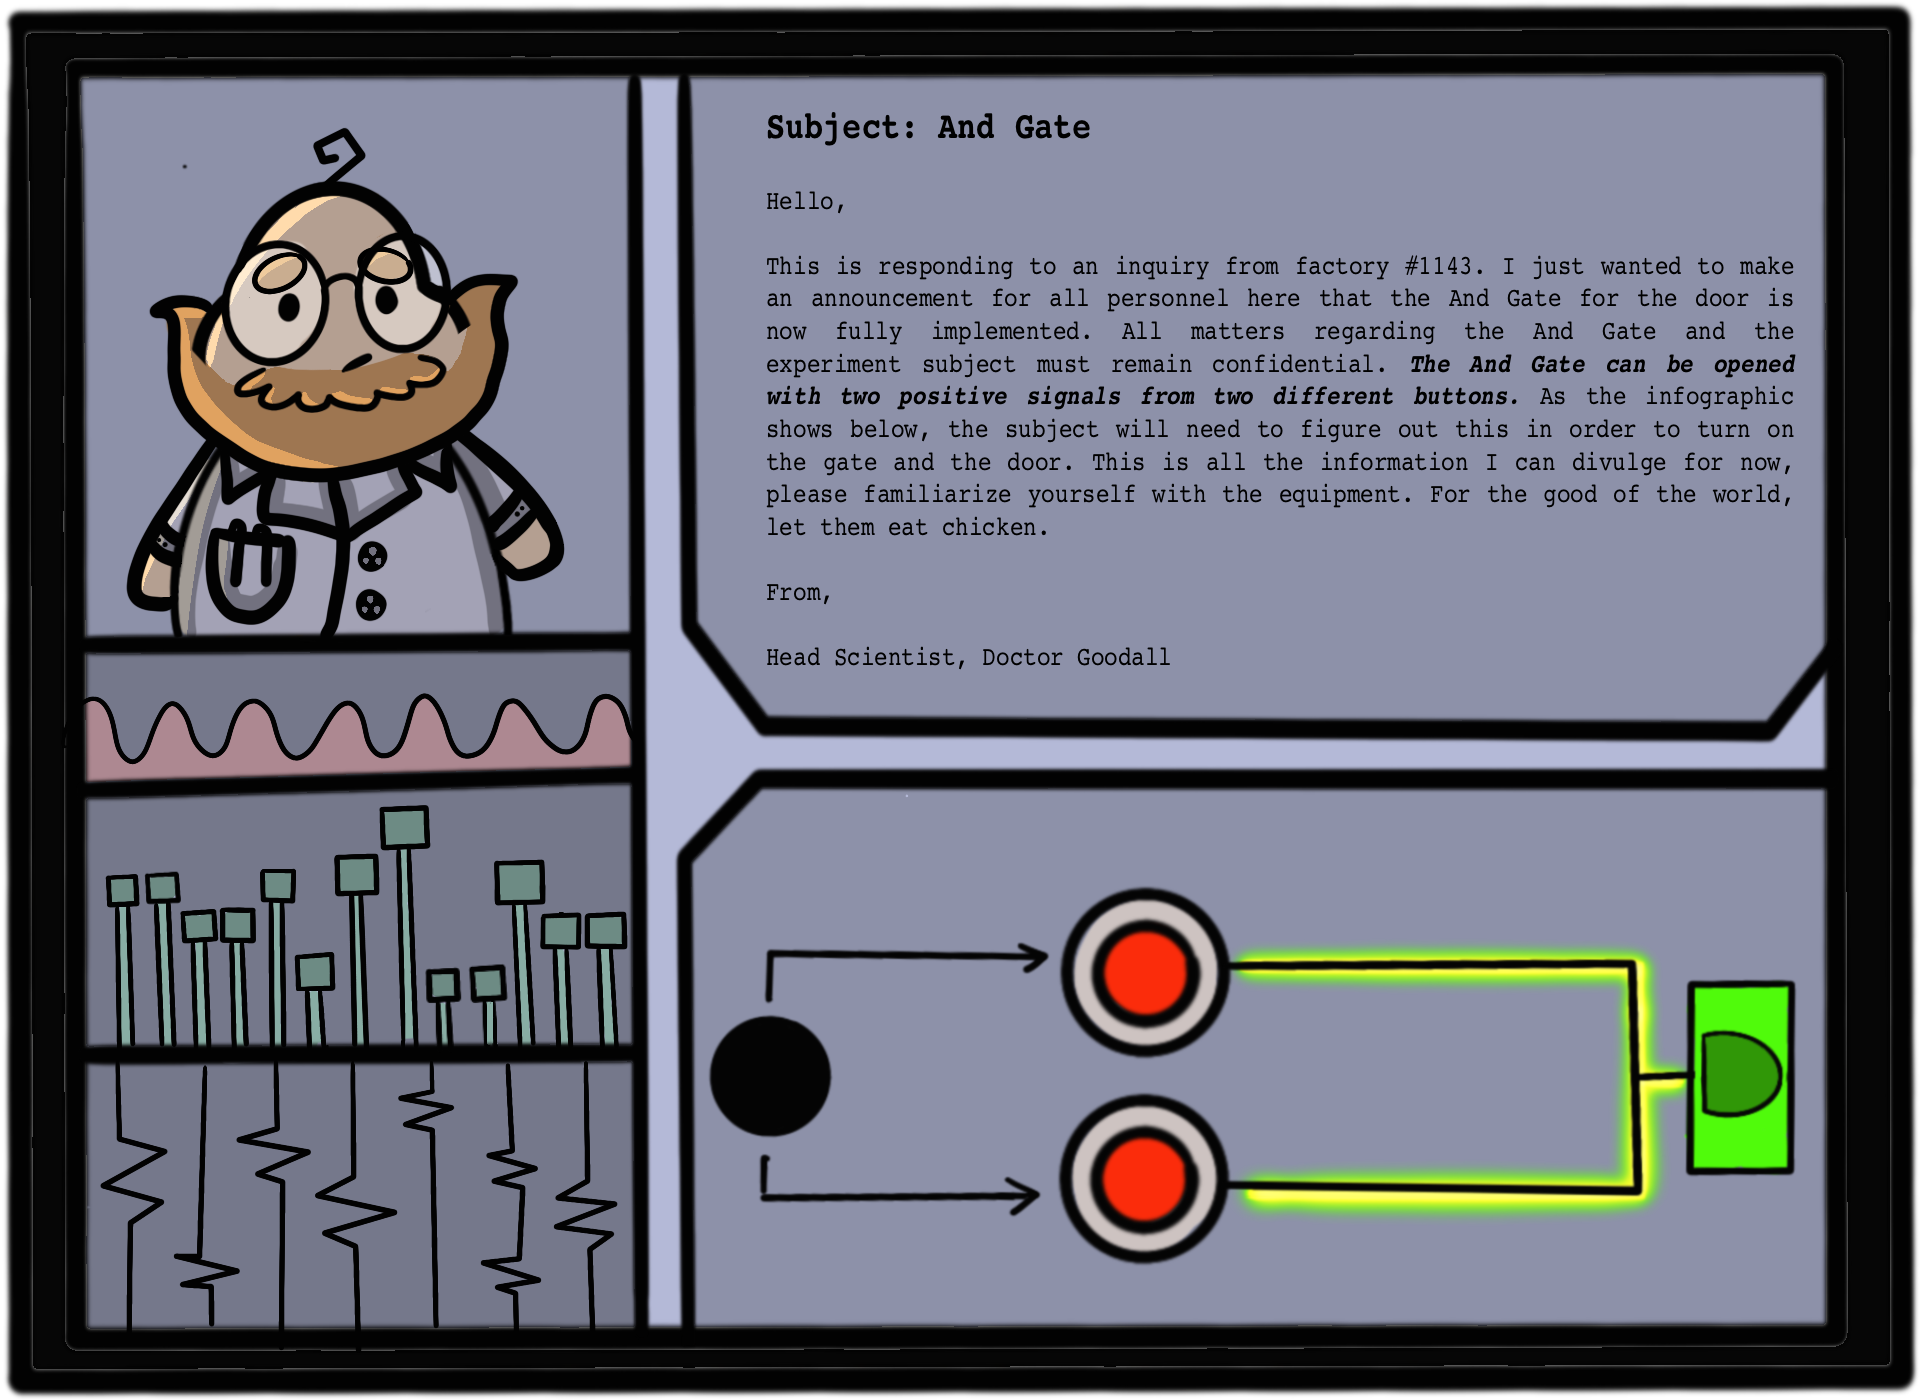 Subject: And Gate
Hello,
This is responding to an inquiry from factory #1143. I just wanted to make
an announcement for all personnel here that the And Gate for the door is
now fully implemented. All matters regarding the And Gate and the
experiment subject must remain confidential. The And Gate can be opened
with two positive signals from two different buttons. As the infographic
shows below, the subject will need to figure out this in order to turn on
the gate and the door. This is all the information I can divulge for now,
please familiarize yourself with the equipment. For the good of the world,
let them eat chicken.
From,
Head Scientist, Doctor Goodall